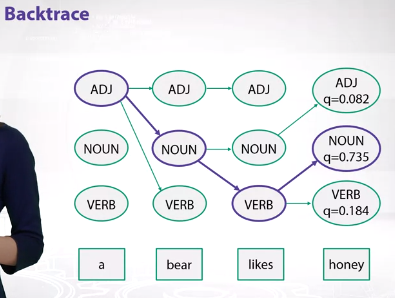 Backtrace
ADJ ADJ ADJ ADJ
q=0.082
NOUN NOUN NOUN NOUN
q=0.735
VERB VERB VERB VERB
q=0.184
a bear likes honey